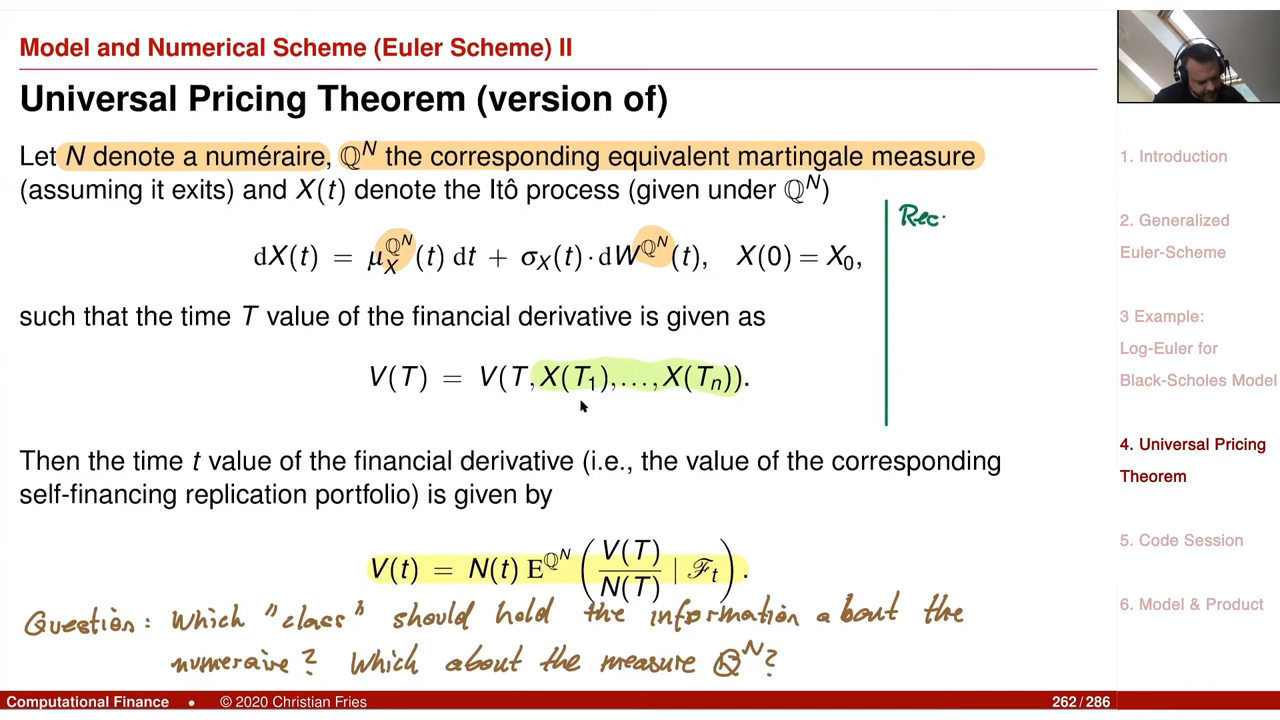 Model and Numerical Scheme (Euler Scheme) II
Universal Pricing Theorem (version of)
Let N denote a numéraire, ℚ^N the corresponding equivalent martingale measure
(assuming it exits) and X(t) denote the Itô process (given under ℚ^N)
Rec.
dX(t) = μ_X^{ℚ^N}(t) dt + σ_X(t) · dW^{ℚ^N}(t), X(0) = X_0,
such that the time T value of the financial derivative is given as
V(T) = V(T, X(T_1), …, X(T_n)).
Then the time t value of the financial derivative (i.e., the value of the corresponding
self-financing replication portfolio) is given by
V(t) = N(t) E^{ℚ^N} ( V(T) / N(T) | ℱ_t ).
Question: Which "class" should hold the information about the
numeraire? Which about the measure ℚ^N?
1. Introduction
2. Generalized
Euler-Scheme
3 Example:
Log-Euler for
Black-Scholes Model
4. Universal Pricing
Theorem
5. Code Session
6. Model & Product
Computational Finance • © 2020 Christian Fries 262 / 286